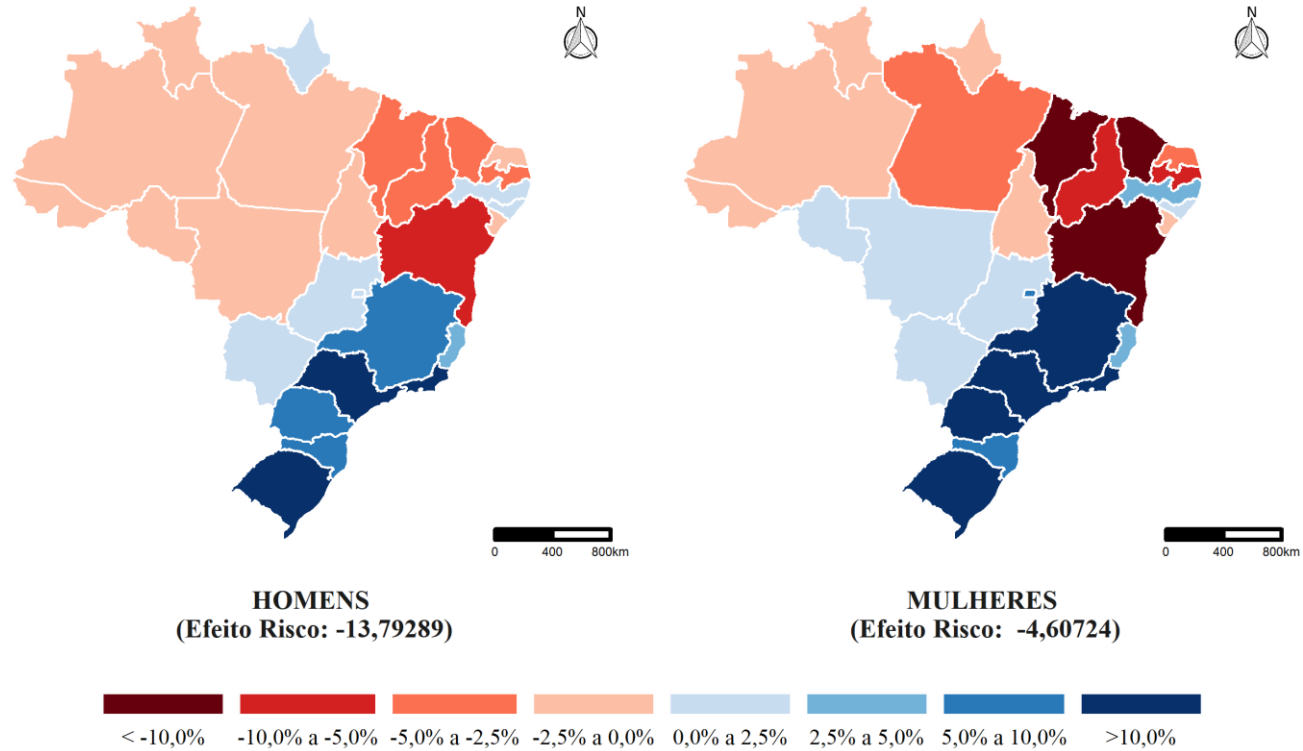 N
N
0 400 800km
0 400 800km
HOMENS
(Efeito Risco: -13,79289)
MULHERES
(Efeito Risco: -4,60724)
< -10,0% -10,0% a -5,0% -5,0% a -2,5% -2,5% a 0,0% 0,0% a 2,5% 2,5% a 5,0% 5,0% a 10,0% >10,0%